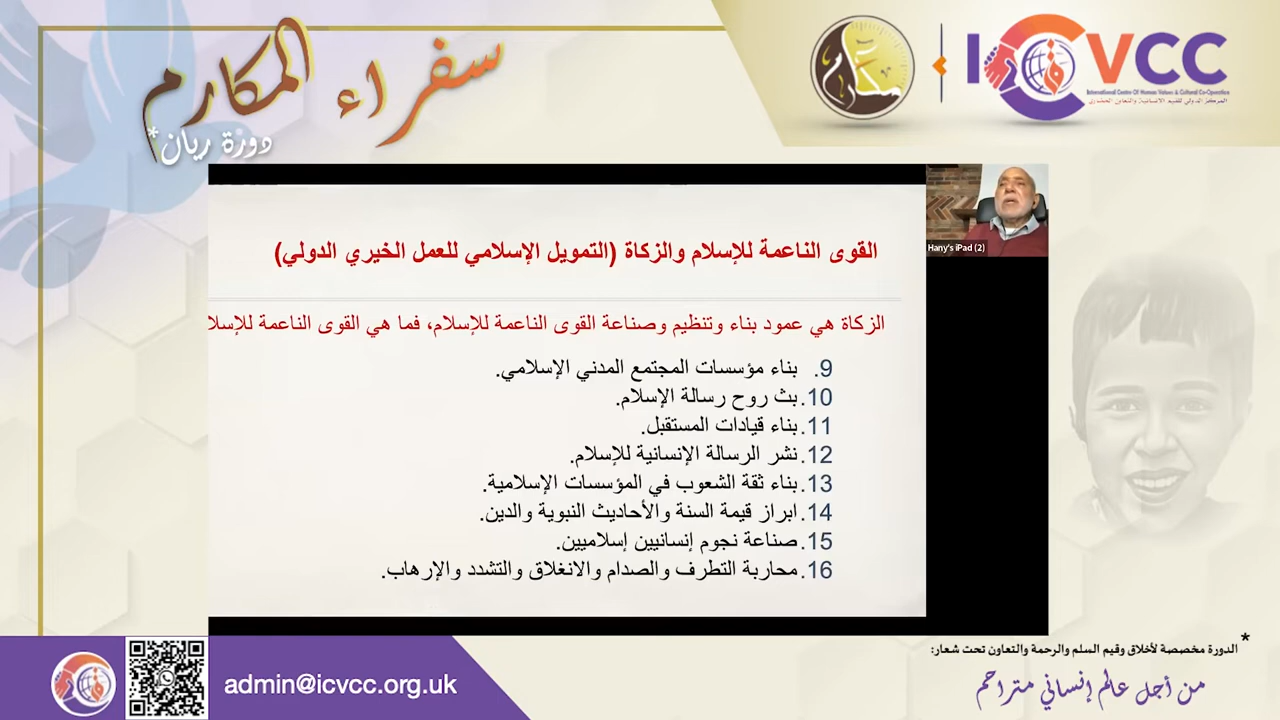 سفراء المكارم
دورة ريان*
مكارم
ICVCC
International Centre Of Human Values & Cultural Co-Operation
المركز الدولي للقيم الإنسانية والتعاون الحضاري
Hany's iPad (2)
القوى الناعمة للإسلام والزكاة (التمويل الإسلامي للعمل الخيري الدولي)
الزكاة هي عمود بناء وتنظيم وصناعة القوى الناعمة للإسلام، فما هي القوى الناعمة للإسلا
9. بناء مؤسسات المجتمع المدني الإسلامي.
10. بث روح رسالة الإسلام.
11. بناء قيادات المستقبل.
12. نشر الرسالة الإنسانية للإسلام.
13. بناء ثقة الشعوب في المؤسسات الإسلامية.
14. ابراز قيمة السنة والأحاديث النبوية والدين.
15. صناعة نجوم إنسانيين إسلاميين.
16. محاربة التطرف والصدام والانغلاق والتشدد والإرهاب.
* الدورة مخصصة لأخلاق وقيم السلم والرحمة والتعاون تحت شعار:
من أجل عالم إنساني متراحم
admin@icvcc.org.uk